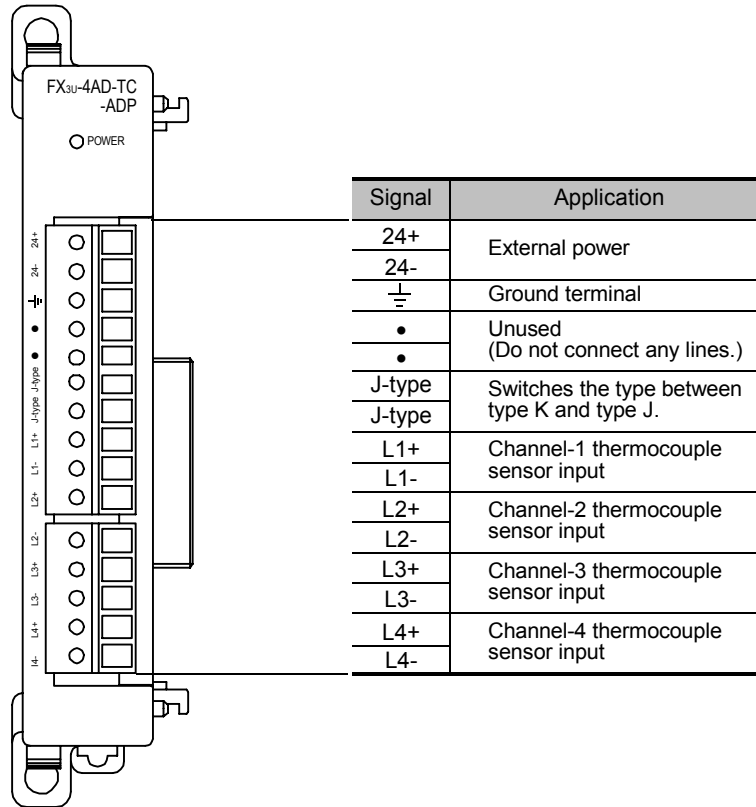 FX3U-4AD-TC
-ADP
POWER
24+
24-
⏚
•
•
J-type
J-type
L1+
L1-
L2+
L2-
L3+
L3-
L4+
I4-
Signal Application
24+
External power
24-
⏚ Ground terminal
• Unused
• (Do not connect any lines.)
J-type Switches the type between
J-type type K and type J.
L1+ Channel-1 thermocouple
L1- sensor input
L2+ Channel-2 thermocouple
L2- sensor input
L3+ Channel-3 thermocouple
L3- sensor input
L4+ Channel-4 thermocouple
L4- sensor input